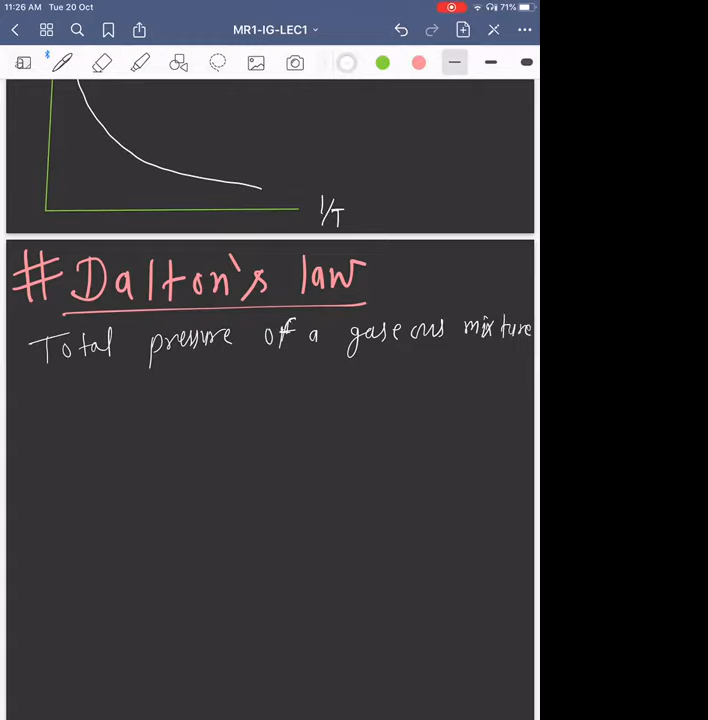 11:26 AM Tue 20 Oct
71%
MR1-IG-LEC1
1/T
# Dalton's law
Total pressure of a gaseous mixture